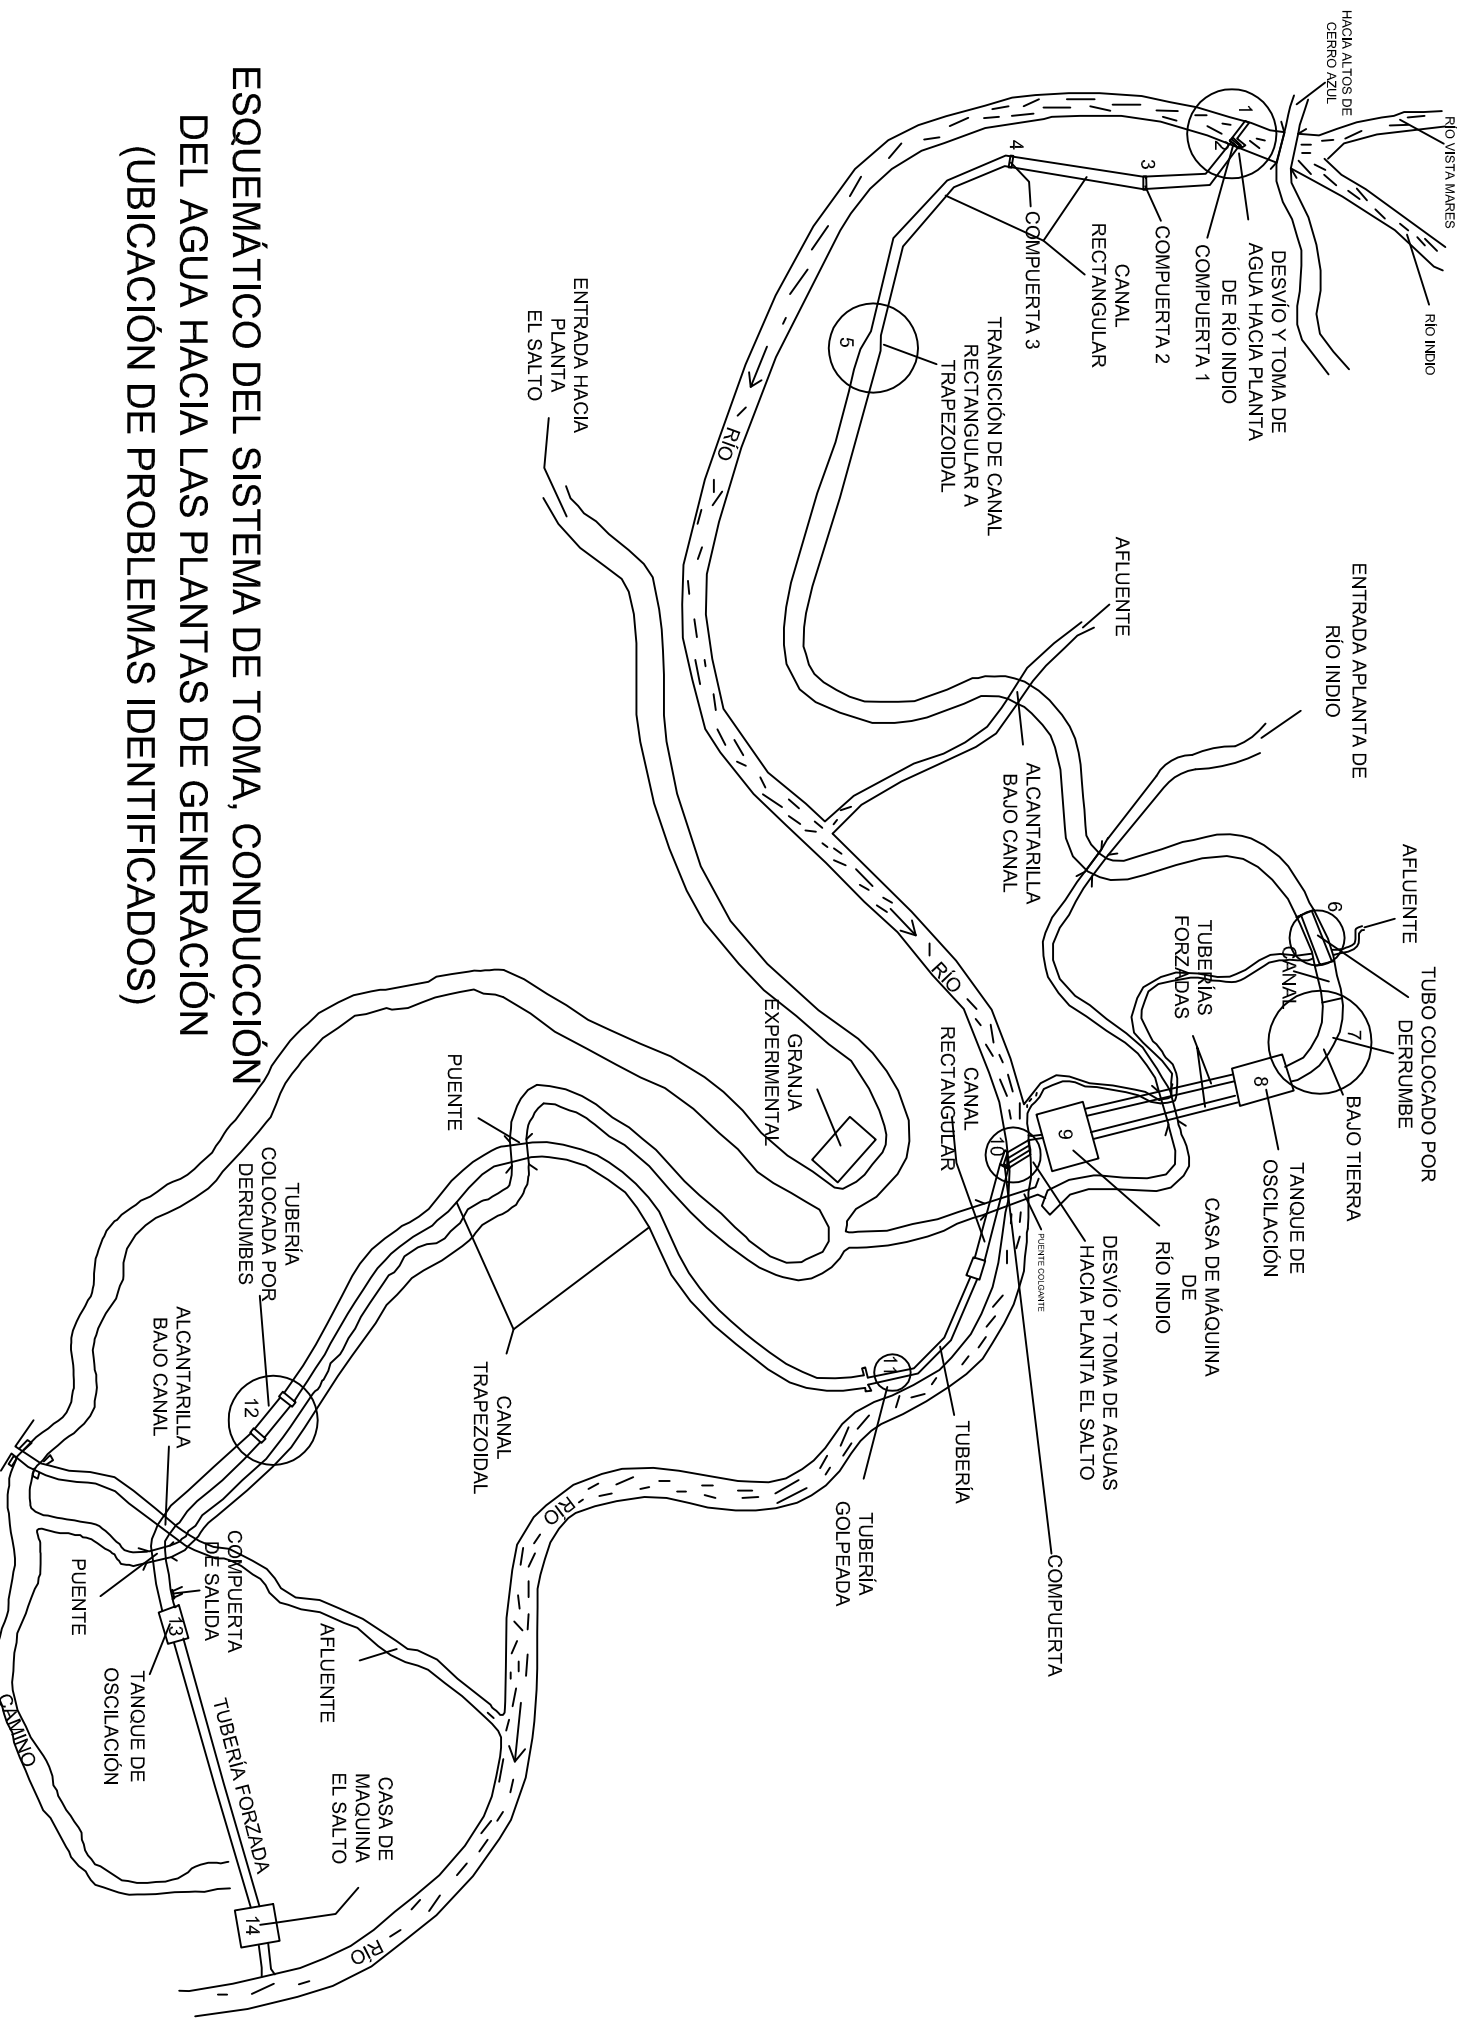 RÍO VISTA MARES
HACIA ALTOS DE
CERRO AZUL
RÍO INDIO
1
2
DESVÍO Y TOMA DE
AGUA HACIA PLANTA
DE RÍO INDIO
COMPUERTA 1
3
COMPUERTA 2
4
COMPUERTA 3
CANAL
RECTANGULAR
5
TRANSICIÓN DE CANAL
RECTANGULAR A
TRAPEZOIDAL
RÍO
ENTRADA HACIA
PLANTA
EL SALTO
AFLUENTE
ENTRADA APLANTA DE
RÍO INDIO
ALCANTARILLA
BAJO CANAL
AFLUENTE
6
TUBO COLOCADO POR
DERRUMBE
CANAL
7
BAJO TIERRA
TUBERÍAS
FORZADAS
8
TANQUE DE
OSCILACIÓN
9
CASA DE MÁQUINA
DE
RÍO INDIO
RÍO
10
DESVÍO Y TOMA DE AGUAS
HACIA PLANTA EL SALTO
PUENTE COLGANTE
CANAL
RECTANGULAR
COMPUERTA
GRANJA
EXPERIMENTAL
TUBERÍA
11
TUBERÍA
GOLPEADA
PUENTE
CANAL
TRAPEZOIDAL
RÍO
TUBERÍA
COLOCADA POR
DERRUMBES
12
ALCANTARILLA
BAJO CANAL
COMPUERTA
DE SALIDA
PUENTE
13
TANQUE DE
OSCILACIÓN
AFLUENTE
TUBERÍA FORZADA
CASA DE
MAQUINA
EL SALTO
14
CAMINO
RÍO
ESQUEMÁTICO DEL SISTEMA DE TOMA, CONDUCCIÓN
DEL AGUA HACIA LAS PLANTAS DE GENERACIÓN
(UBICACIÓN DE PROBLEMAS IDENTIFICADOS)